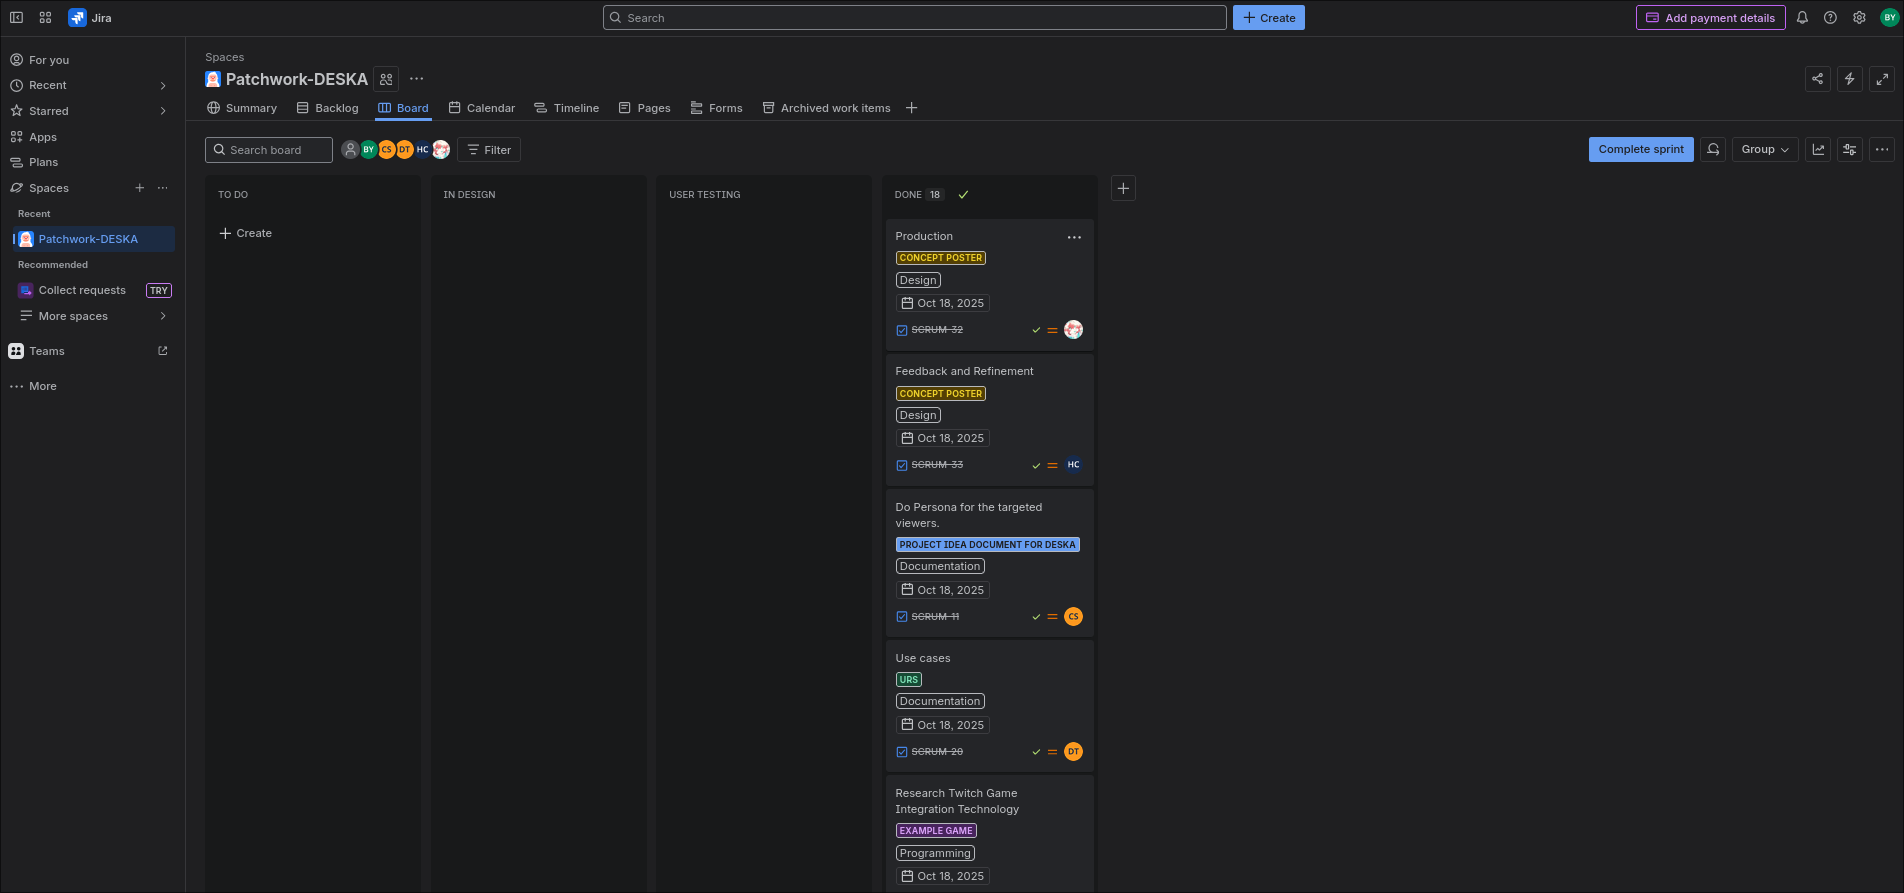 Jira
Search
Create
Add payment details
BY
For you
Recent
Starred
Apps
Plans
Spaces
Recent
Patchwork-DESKA
Recommended
Collect requests
TRY
More spaces
Teams
More
Spaces
Patchwork-DESKA
Summary
Backlog
Board
Calendar
Timeline
Pages
Forms
Archived work items
Search board
BY
CS
DT
HC
Filter
Complete sprint
Group
TO DO
Create
IN DESIGN
USER TESTING
DONE 18
Production
CONCEPT POSTER
Design
Oct 18, 2025
SCRUM-32
Feedback and Refinement
CONCEPT POSTER
Design
Oct 18, 2025
SCRUM-33
HC
Do Persona for the targeted
viewers.
PROJECT IDEA DOCUMENT FOR DESKA
Documentation
Oct 18, 2025
SCRUM-11
CS
Use cases
URS
Documentation
Oct 18, 2025
SCRUM-20
DT
Research Twitch Game
Integration Technology
EXAMPLE GAME
Programming
Oct 18, 2025